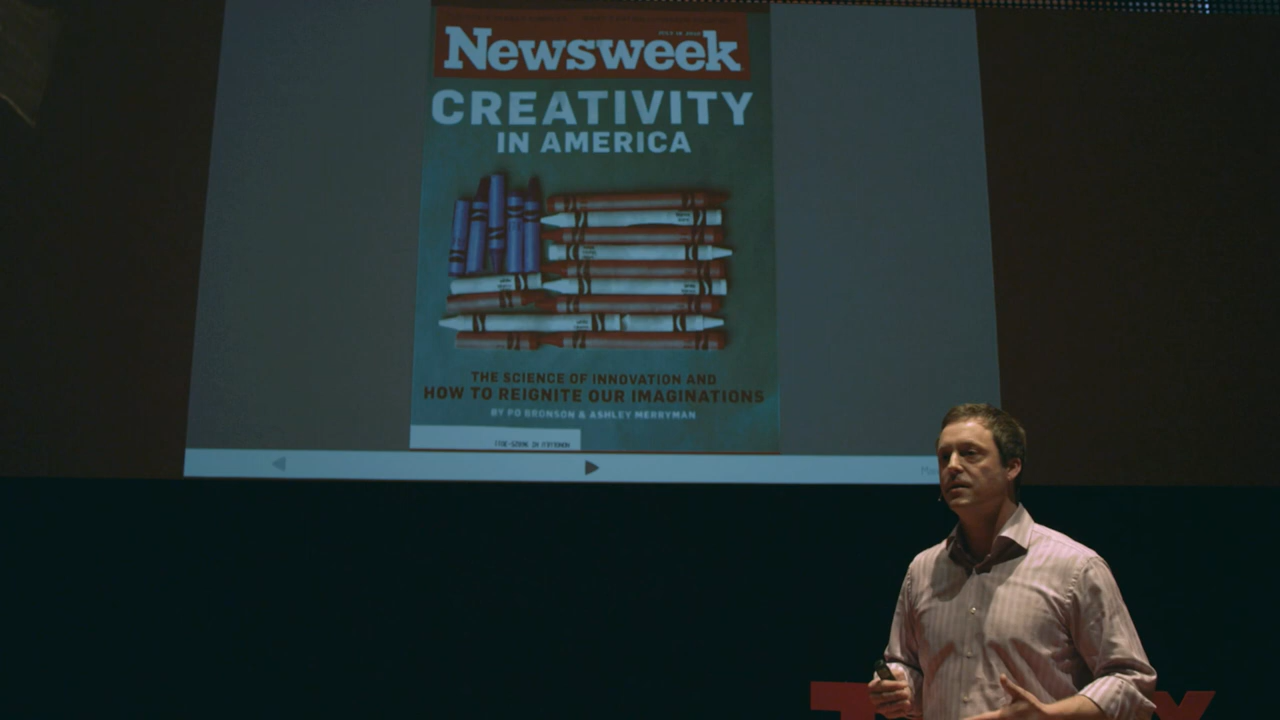 Newsweek
CREATIVITY
IN AMERICA
THE SCIENCE OF INNOVATION AND
HOW TO REIGNITE OUR IMAGINATIONS
BY PO BRONSON & ASHLEY MERRYMAN